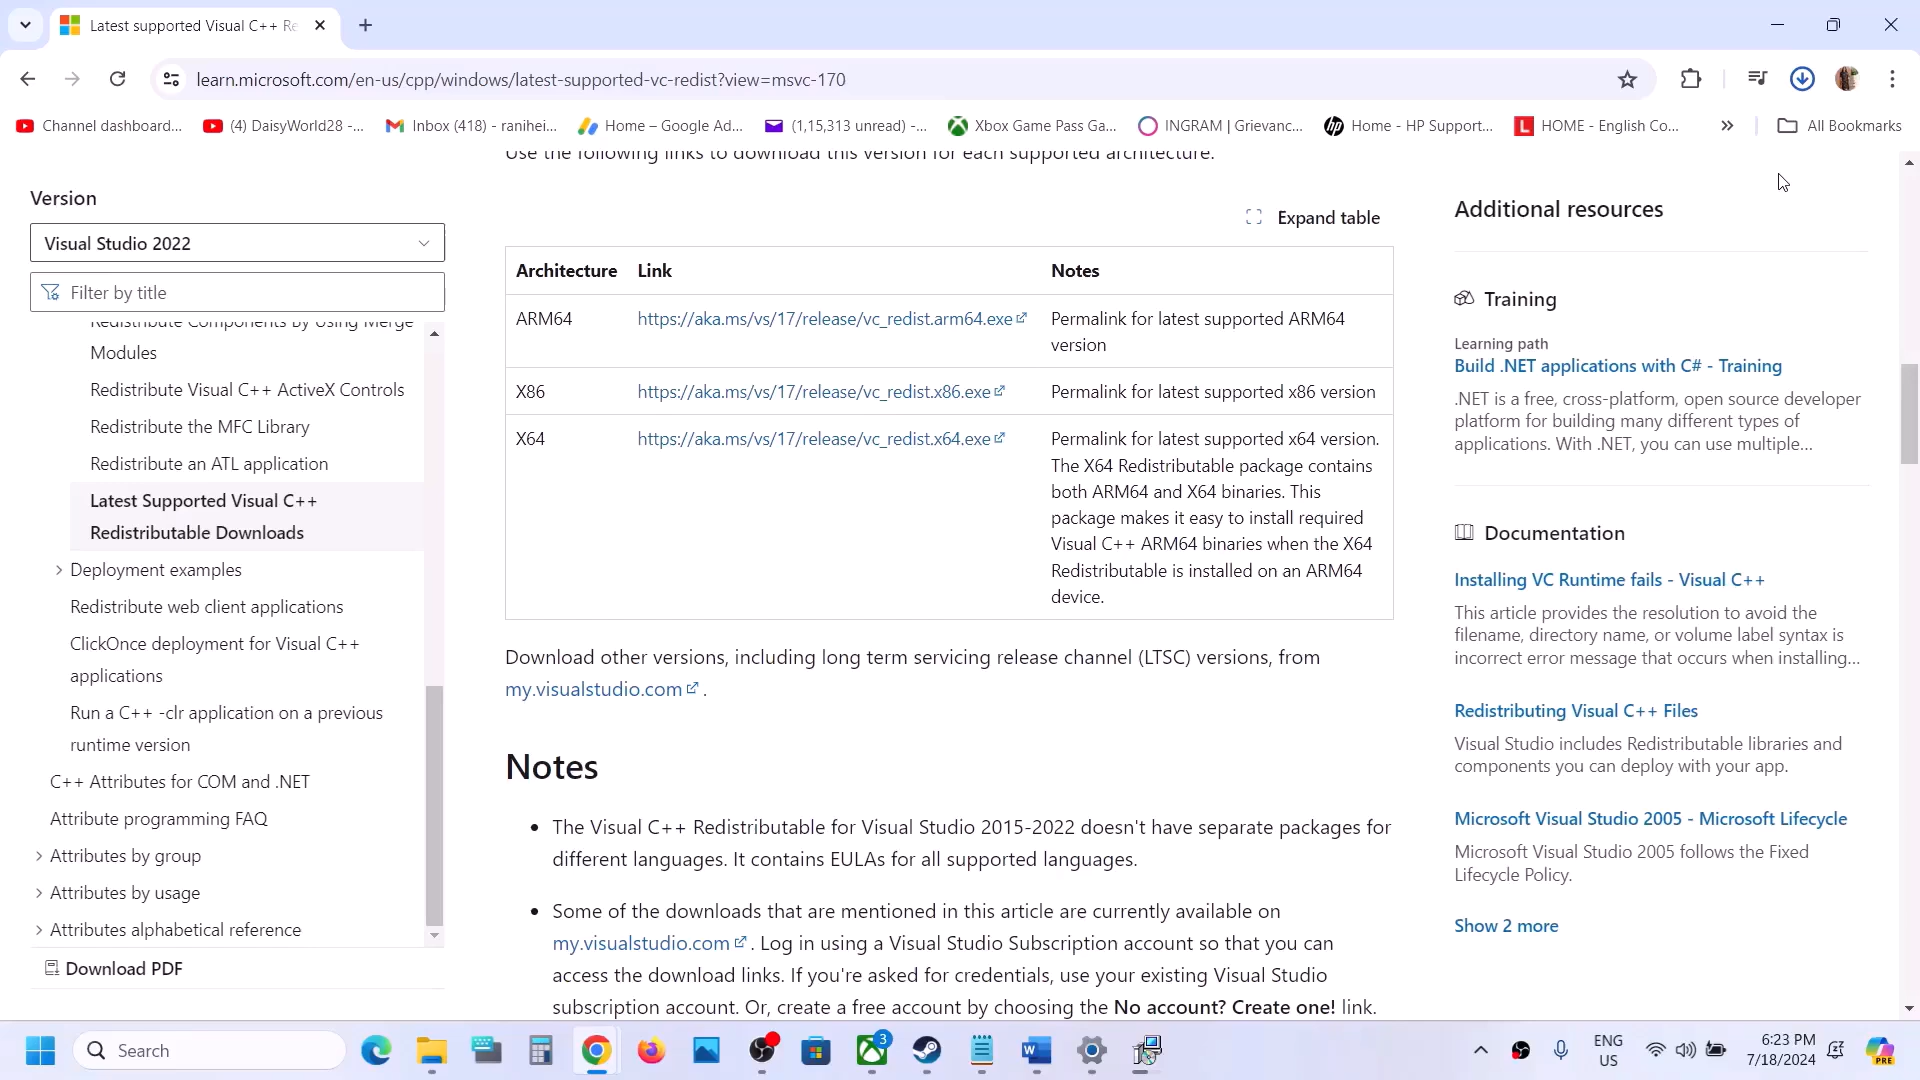 Latest supported Visual C++ Re
learn.microsoft.com/en-us/cpp/windows/latest-supported-vc-redist?view=msvc-170
Channel dashboard...
(4) DaisyWorld28 -...
Inbox (418) - ranihei...
Home – Google Ad...
(1,15,313 unread) -...
Xbox Game Pass Ga...
INGRAM | Grievanc...
Home - HP Support...
HOME - English Co...
All Bookmarks
Version
Visual Studio 2022
Filter by title
Redistribute Components By Using Merge
Modules
Redistribute Visual C++ ActiveX Controls
Redistribute the MFC Library
Redistribute an ATL application
Latest Supported Visual C++
Redistributable Downloads
Deployment examples
Redistribute web client applications
ClickOnce deployment for Visual C++
applications
Run a C++ -clr application on a previous
runtime version
C++ Attributes for COM and .NET
Attribute programming FAQ
Attributes by group
Attributes by usage
Attributes alphabetical reference
Download PDF
Use the following links to download this version for each supported architecture.
Expand table
Architecture Link Notes
ARM64 https://aka.ms/vs/17/release/vc_redist.arm64.exe Permalink for latest supported ARM64
version
X86 https://aka.ms/vs/17/release/vc_redist.x86.exe Permalink for latest supported x86 version
X64 https://aka.ms/vs/17/release/vc_redist.x64.exe Permalink for latest supported x64 version.
The X64 Redistributable package contains
both ARM64 and X64 binaries. This
package makes it easy to install required
Visual C++ ARM64 binaries when the X64
Redistributable is installed on an ARM64
device.
Download other versions, including long term servicing release channel (LTSC) versions, from
my.visualstudio.com .
Notes
• The Visual C++ Redistributable for Visual Studio 2015-2022 doesn't have separate packages for
different languages. It contains EULAs for all supported languages.
• Some of the downloads that are mentioned in this article are currently available on
my.visualstudio.com . Log in using a Visual Studio Subscription account so that you can
access the download links. If you're asked for credentials, use your existing Visual Studio
subscription account. Or, create a free account by choosing the No account? Create one! link.
Additional resources
Training
Learning path
Build .NET applications with C# - Training
.NET is a free, cross-platform, open source developer
platform for building many different types of
applications. With .NET, you can use multiple...
Documentation
Installing VC Runtime fails - Visual C++
This article provides the resolution to avoid the
filename, directory name, or volume label syntax is
incorrect error message that occurs when installing...
Redistributing Visual C++ Files
Visual Studio includes Redistributable libraries and
components you can deploy with your app.
Microsoft Visual Studio 2005 - Microsoft Lifecycle
Microsoft Visual Studio 2005 follows the Fixed
Lifecycle Policy.
Show 2 more
Search
3
ENG
US
6:23 PM
7/18/2024
PRE